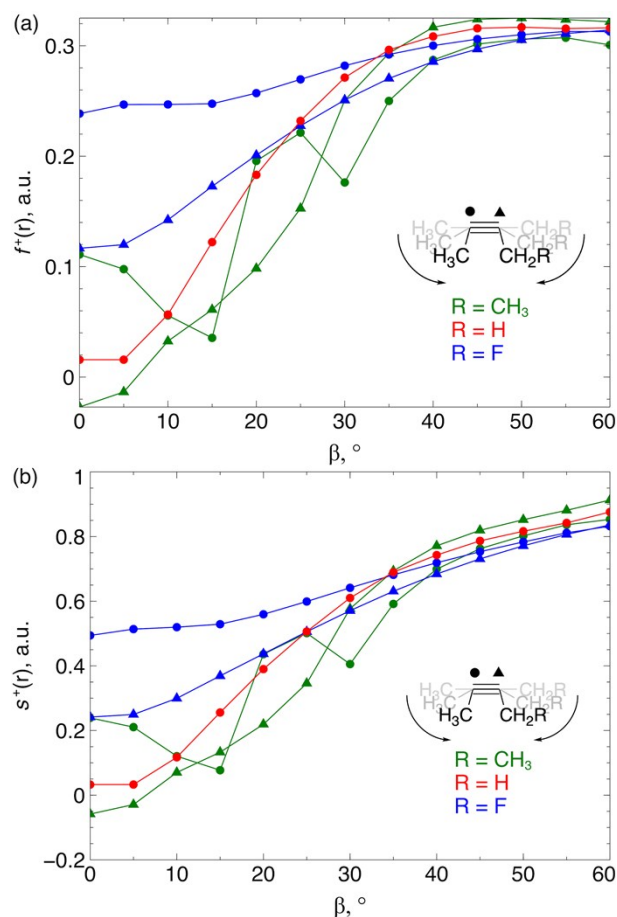 (a)
0.3
0.2
0.1
0
f⁺(r), a.u.
H₃C CH₂R
H₃C CH₂R
H₃C CH₂R
R = CH₃
R = H
R = F
0 10 20 30 40 50 60
β, °
(b)
1
0.8
0.6
0.4
0.2
0
−0.2
s⁺(r), a.u.
H₃C CH₂R
H₃C CH₂R
H₃C CH₂R
R = CH₃
R = H
R = F
0 10 20 30 40 50 60
β, °